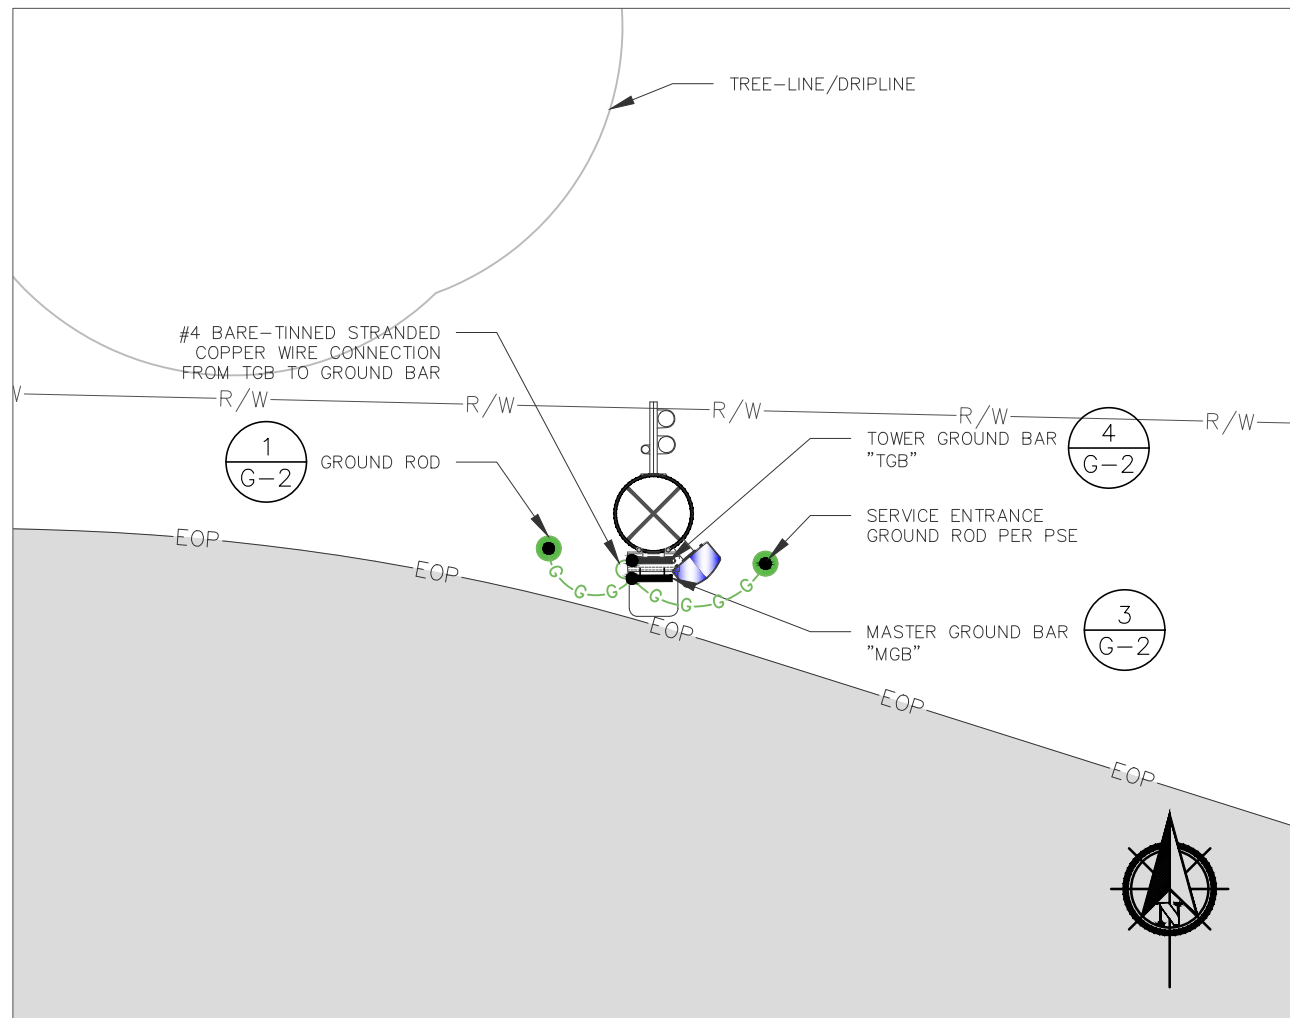 TREE-LINE/DRIPLINE
#4 BARE-TINNED STRANDED
COPPER WIRE CONNECTION
FROM TGB TO GROUND BAR
R/W
R/W
R/W
R/W
R/W
1
G-2
GROUND ROD
TOWER GROUND BAR
"TGB"
4
G-2
SERVICE ENTRANCE
GROUND ROD PER PSE
EOP
EOP
G
G
G
G
G
G
G
EOP
MASTER GROUND BAR
"MGB"
3
G-2
EOP
EOP
N